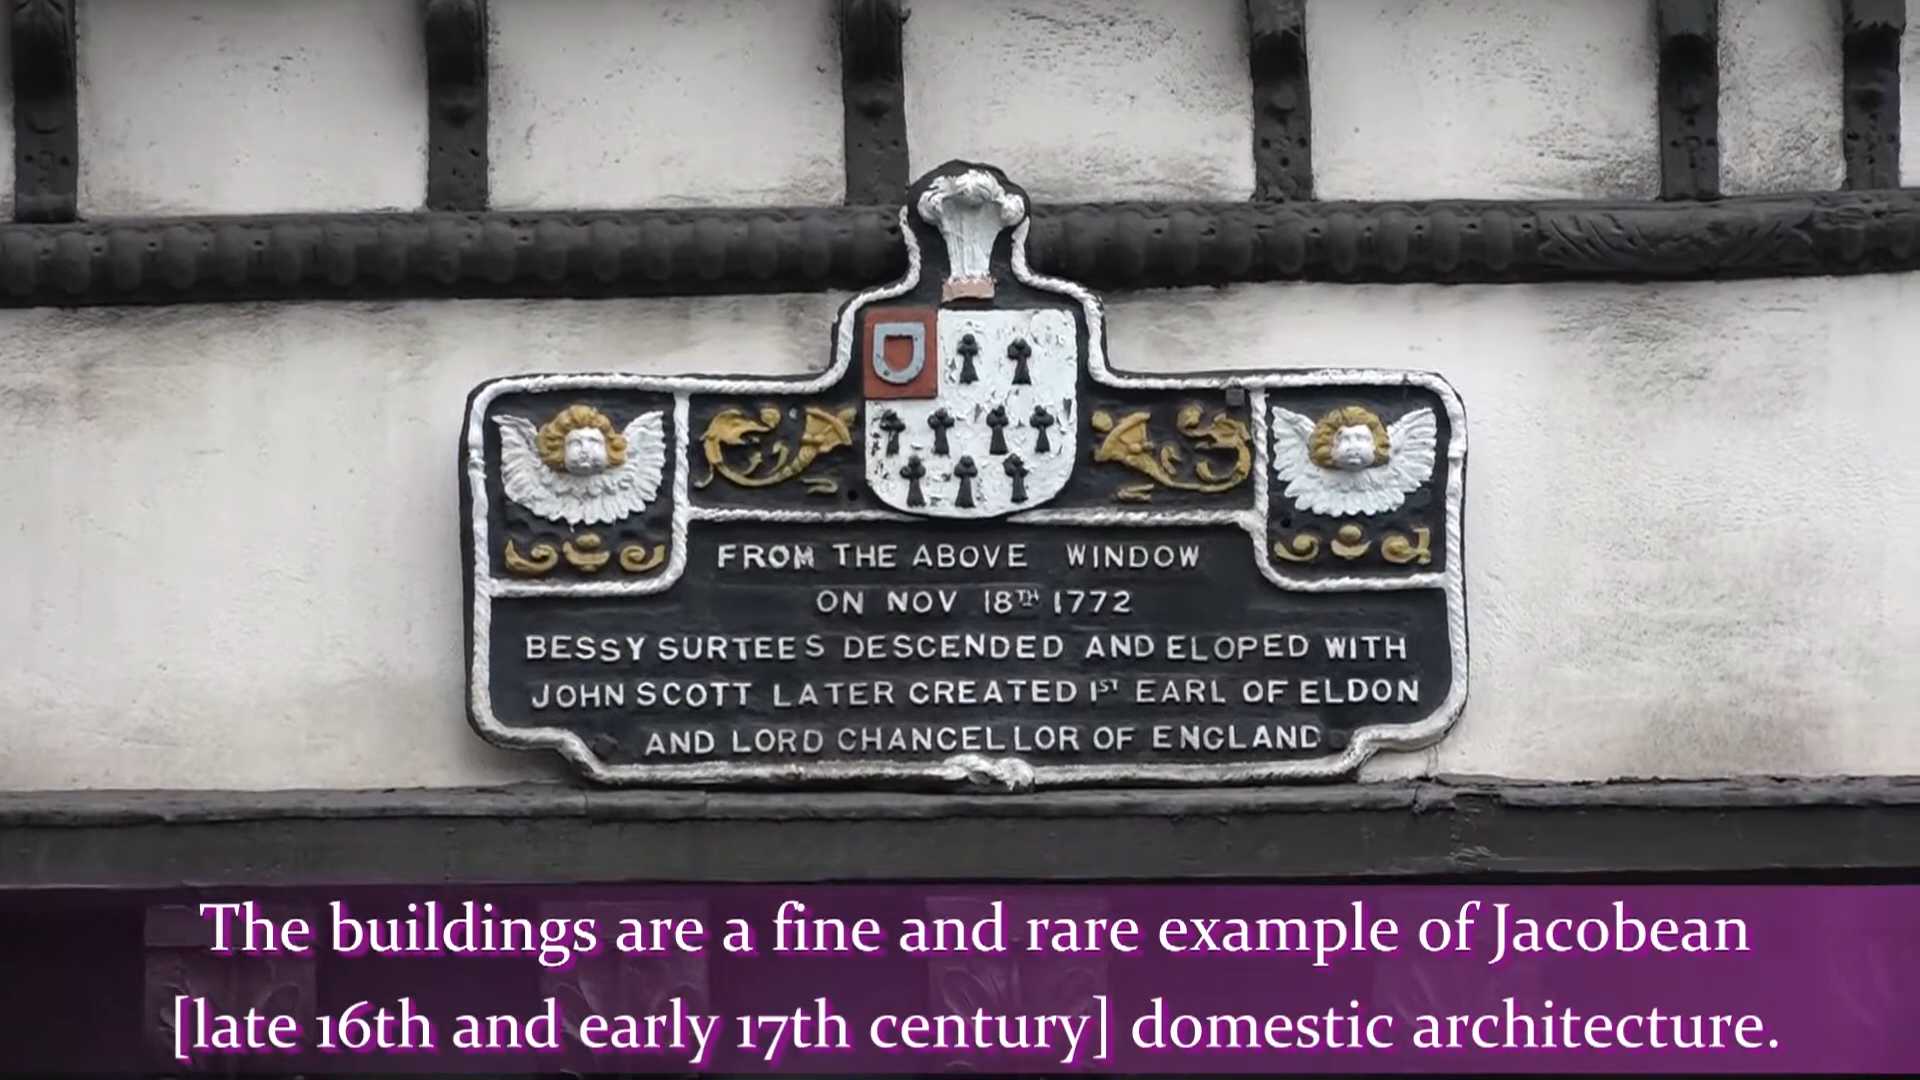 FROM THE ABOVE WINDOW
ON NOV 18TH 1772
BESSY SURTEES DESCENDED AND ELOPED WITH
JOHN SCOTT LATER CREATED 1ST EARL OF ELDON
AND LORD CHANCELLOR OF ENGLAND
The buildings are a fine and rare example of Jacobean
[late 16th and early 17th century] domestic architecture.